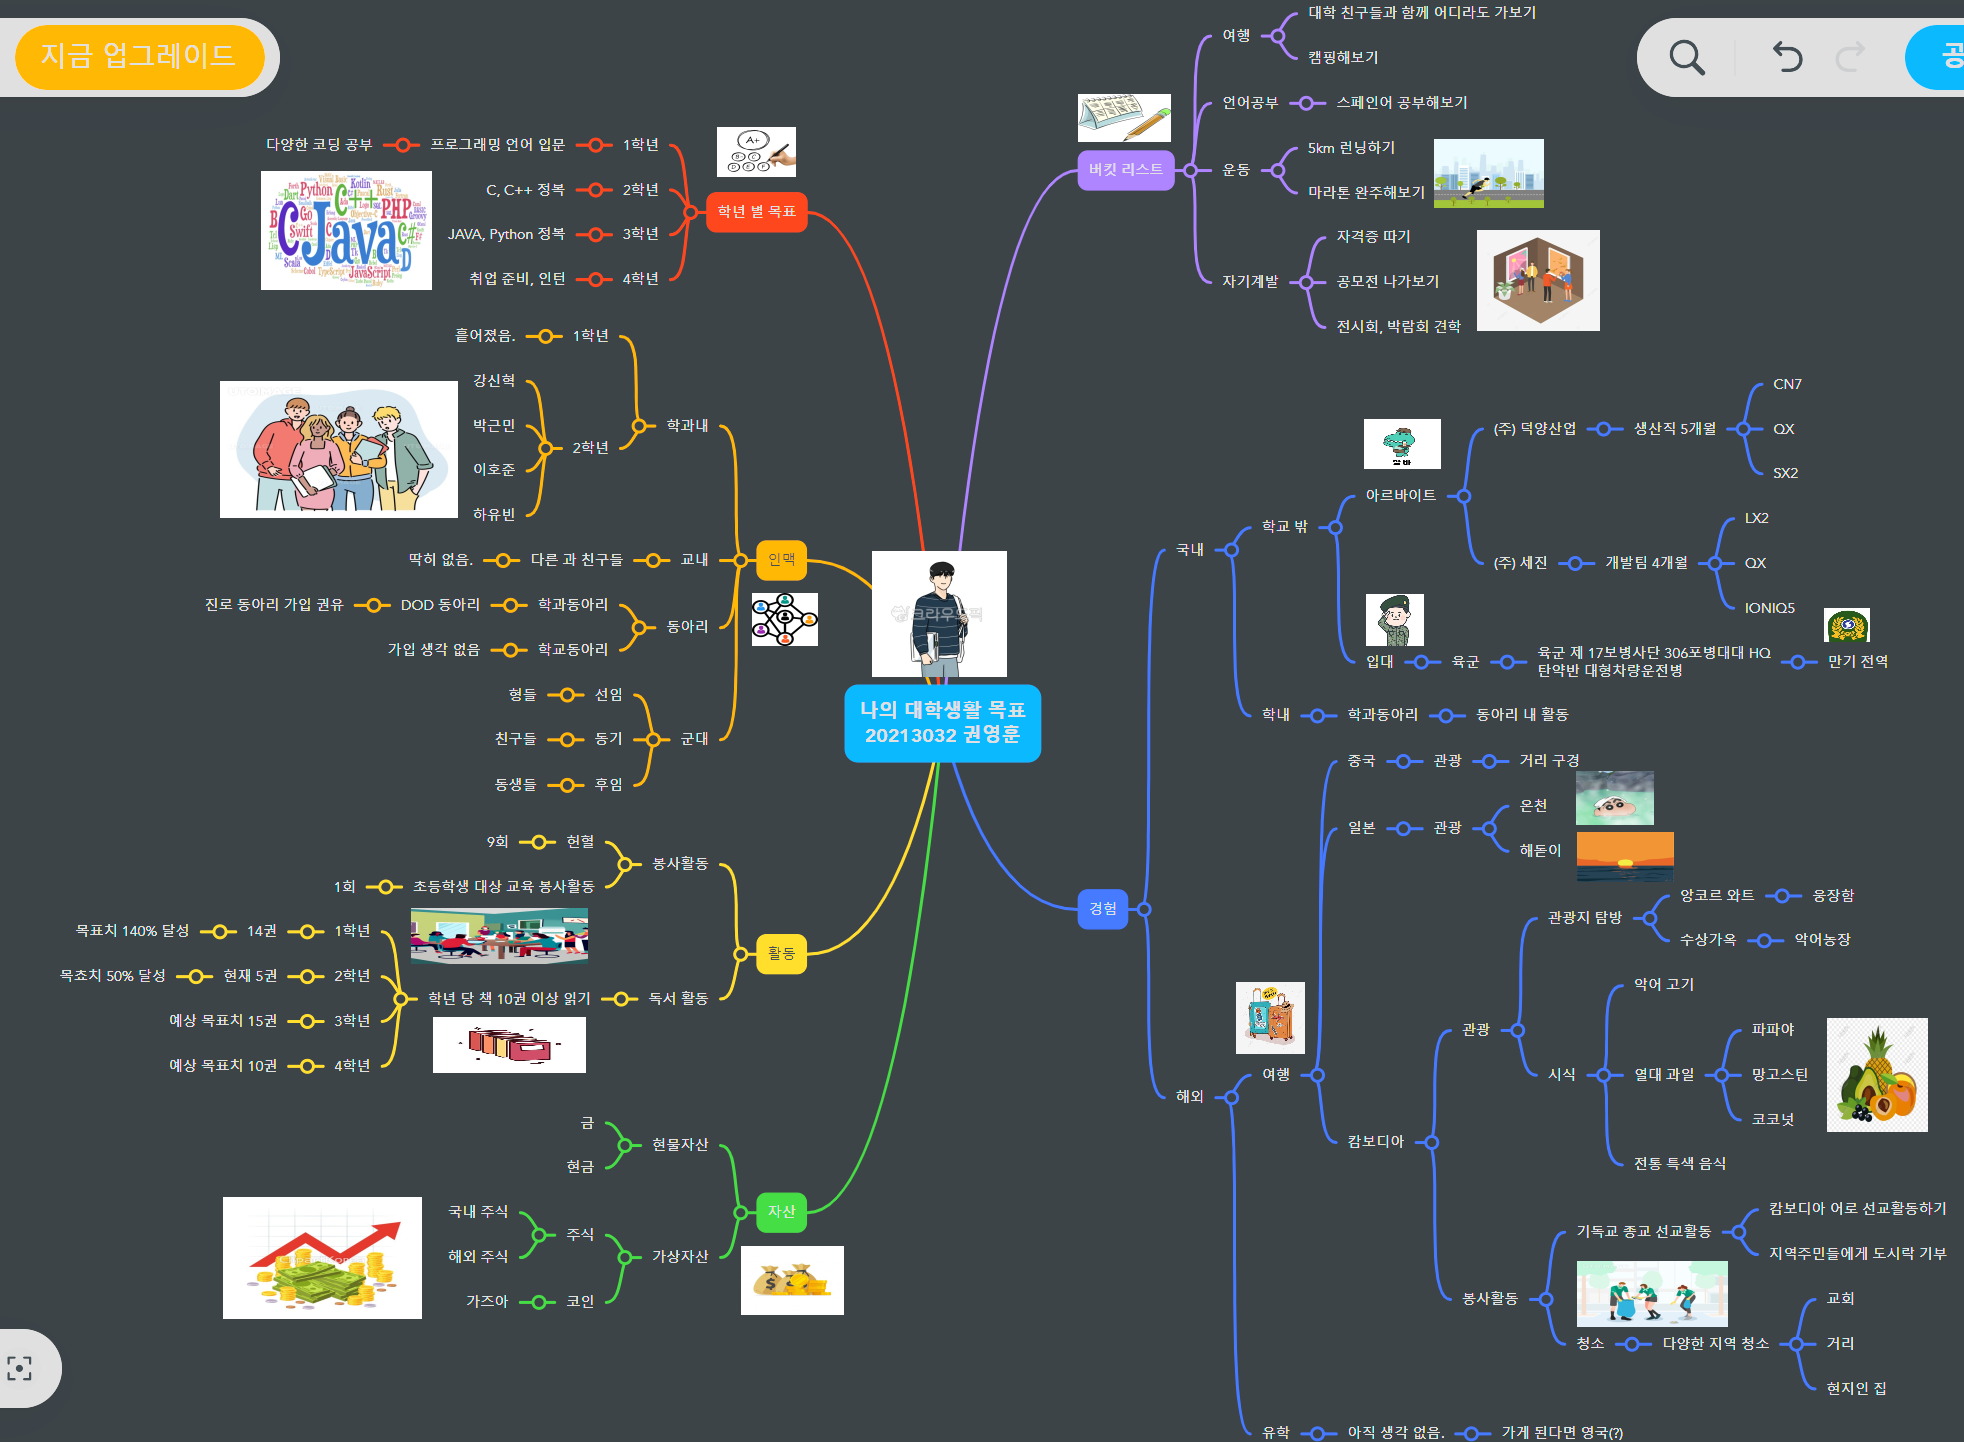 지금 업그레이드
공
나의 대학생활 목표
20213032 권영훈
학년 별 목표
1학년
프로그래밍 언어 입문
다양한 코딩 공부
2학년
C, C++ 정복
3학년
JAVA, Python 정복
4학년
취업 준비, 인턴
A+
Java
C++
Python
PHP
C#
Kotlin
Swift
Scala
JavaScript
TypeScript
Groovy
Go
Rust
Dart
Objective-C
인맥
학과내
1학년
흩어졌음.
2학년
강신혁
박근민
이호준
하유빈
교내
다른 과 친구들
딱히 없음.
동아리
학과동아리
DOD 동아리
진로 동아리 가입 권유
학교동아리
가입 생각 없음
군대
선임
형들
동기
친구들
후임
동생들
활동
봉사활동
헌혈
9회
초등학생 대상 교육 봉사활동
1회
독서 활동
학년 당 책 10권 이상 읽기
1학년
14권
목표치 140% 달성
2학년
현재 5권
목쵸치 50% 달성
3학년
예상 목표치 15권
4학년
예상 목표치 10권
자산
현물자산
금
현금
가상자산
주식
국내 주식
해외 주식
코인
가즈아
버킷 리스트
여행
대학 친구들과 함께 어디라도 가보기
캠핑해보기
언어공부
스페인어 공부해보기
운동
5km 런닝하기
마라톤 완주해보기
자기계발
자격증 따기
공모전 나가보기
전시회, 박람회 견학
경험
국내
학교 밖
아르바이트
알바
(주) 덕양산업
생산직 5개월
CN7
QX
SX2
(주) 세진
개발팀 4개월
LX2
QX
IONIQ5
입대
육군
육군 제 17보병사단 306포병대대 HQ
탄약반 대형차량운전병
만기 전역
학내
학과동아리
동아리 내 활동
해외
여행
중국
관광
거리 구경
일본
관광
온천
해돋이
캄보디아
관광
관광지 탐방
앙코르 와트
웅장함
수상가옥
악어농장
시식
악어 고기
열대 과일
파파야
망고스틴
코코넛
전통 특색 음식
봉사활동
기독교 종교 선교활동
캄보디아 어로 선교활동하기
지역주민들에게 도시락 기부
청소
다양한 지역 청소
교회
거리
현지인 집
유학
아직 생각 없음.
가게 된다면 영국(?)